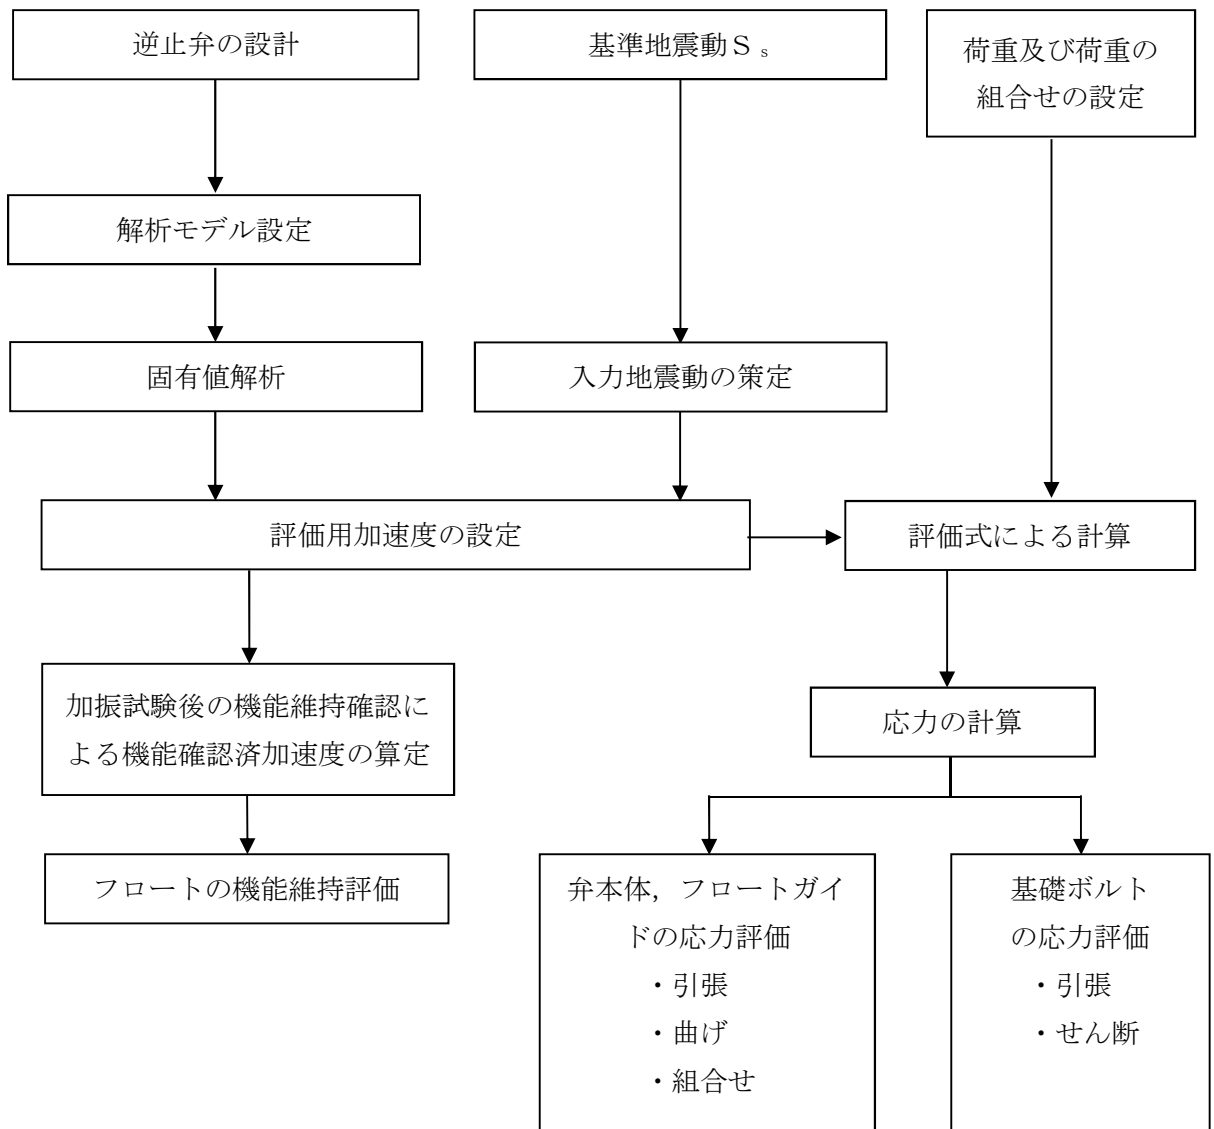 逆止弁の設計
基準地震動Ｓｓ
荷重及び荷重の
組合せの設定
解析モデル設定
固有値解析
入力地震動の策定
評価用加速度の設定
評価式による計算
加振試験後の機能維持確認に
よる機能確認済加速度の算定
応力の計算
フロートの機能維持評価
弁本体，フロートガイ
ドの応力評価
・引張
・曲げ
・組合せ
基礎ボルト
の応力評価
・引張
・せん断